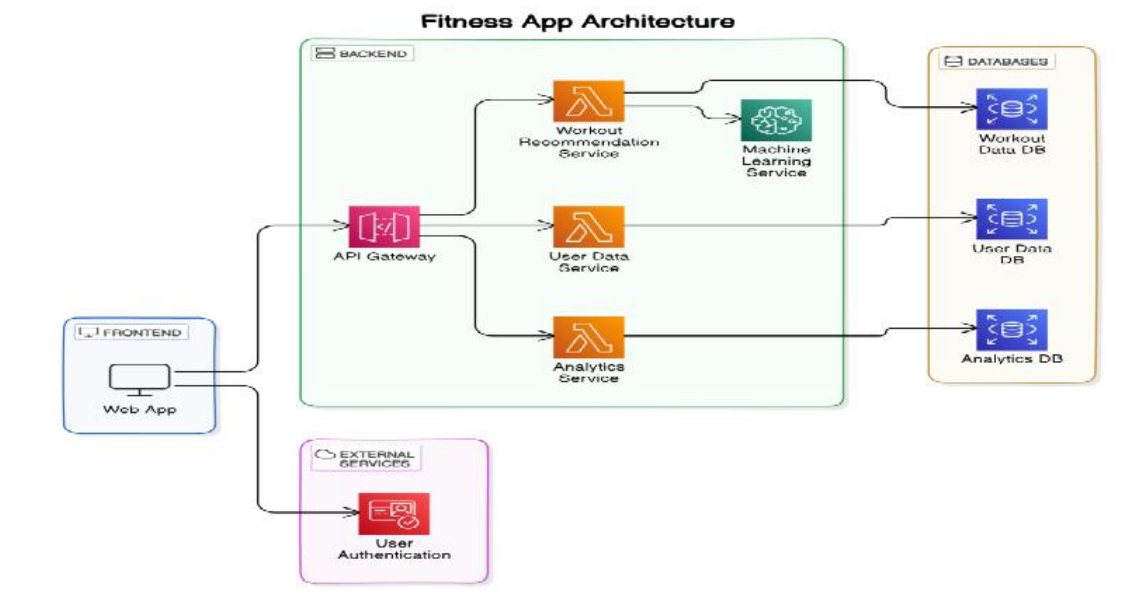 Fitness App Architecture
BACKEND
DATABASES
Workout
Recommendation
Service
Machine
Learning
Service
Workout
Data DB
API Gateway
User Data
Service
User Data
DB
FRONTEND
Web App
Analytics
Service
Analytics DB
EXTERNAL
SERVICES
User
Authentication